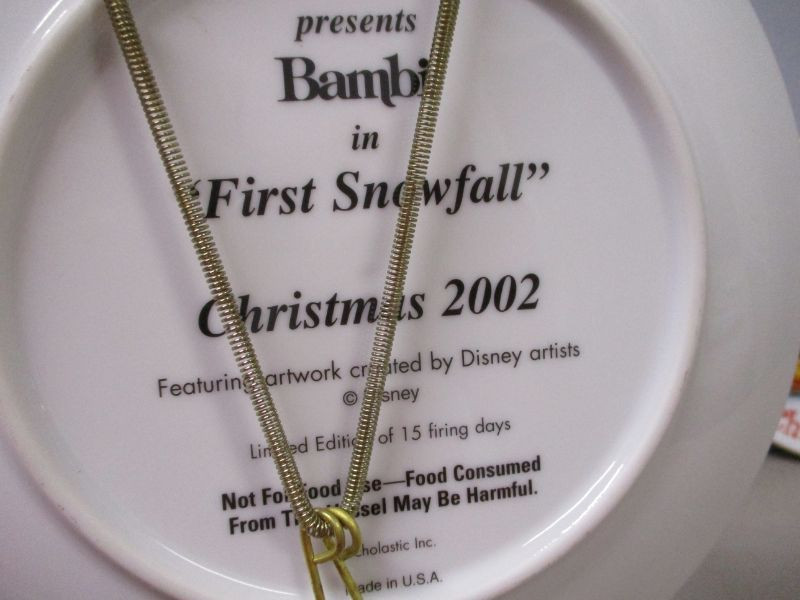 presents
Bambi
in
"First Snowfall"
Christmas 2002
Featuring artwork created by Disney artists
© Disney
Limited Edition of 15 firing days
Not For Food Use—Food Consumed
From This Vessel May Be Harmful.
Scholastic Inc.
Made in U.S.A.